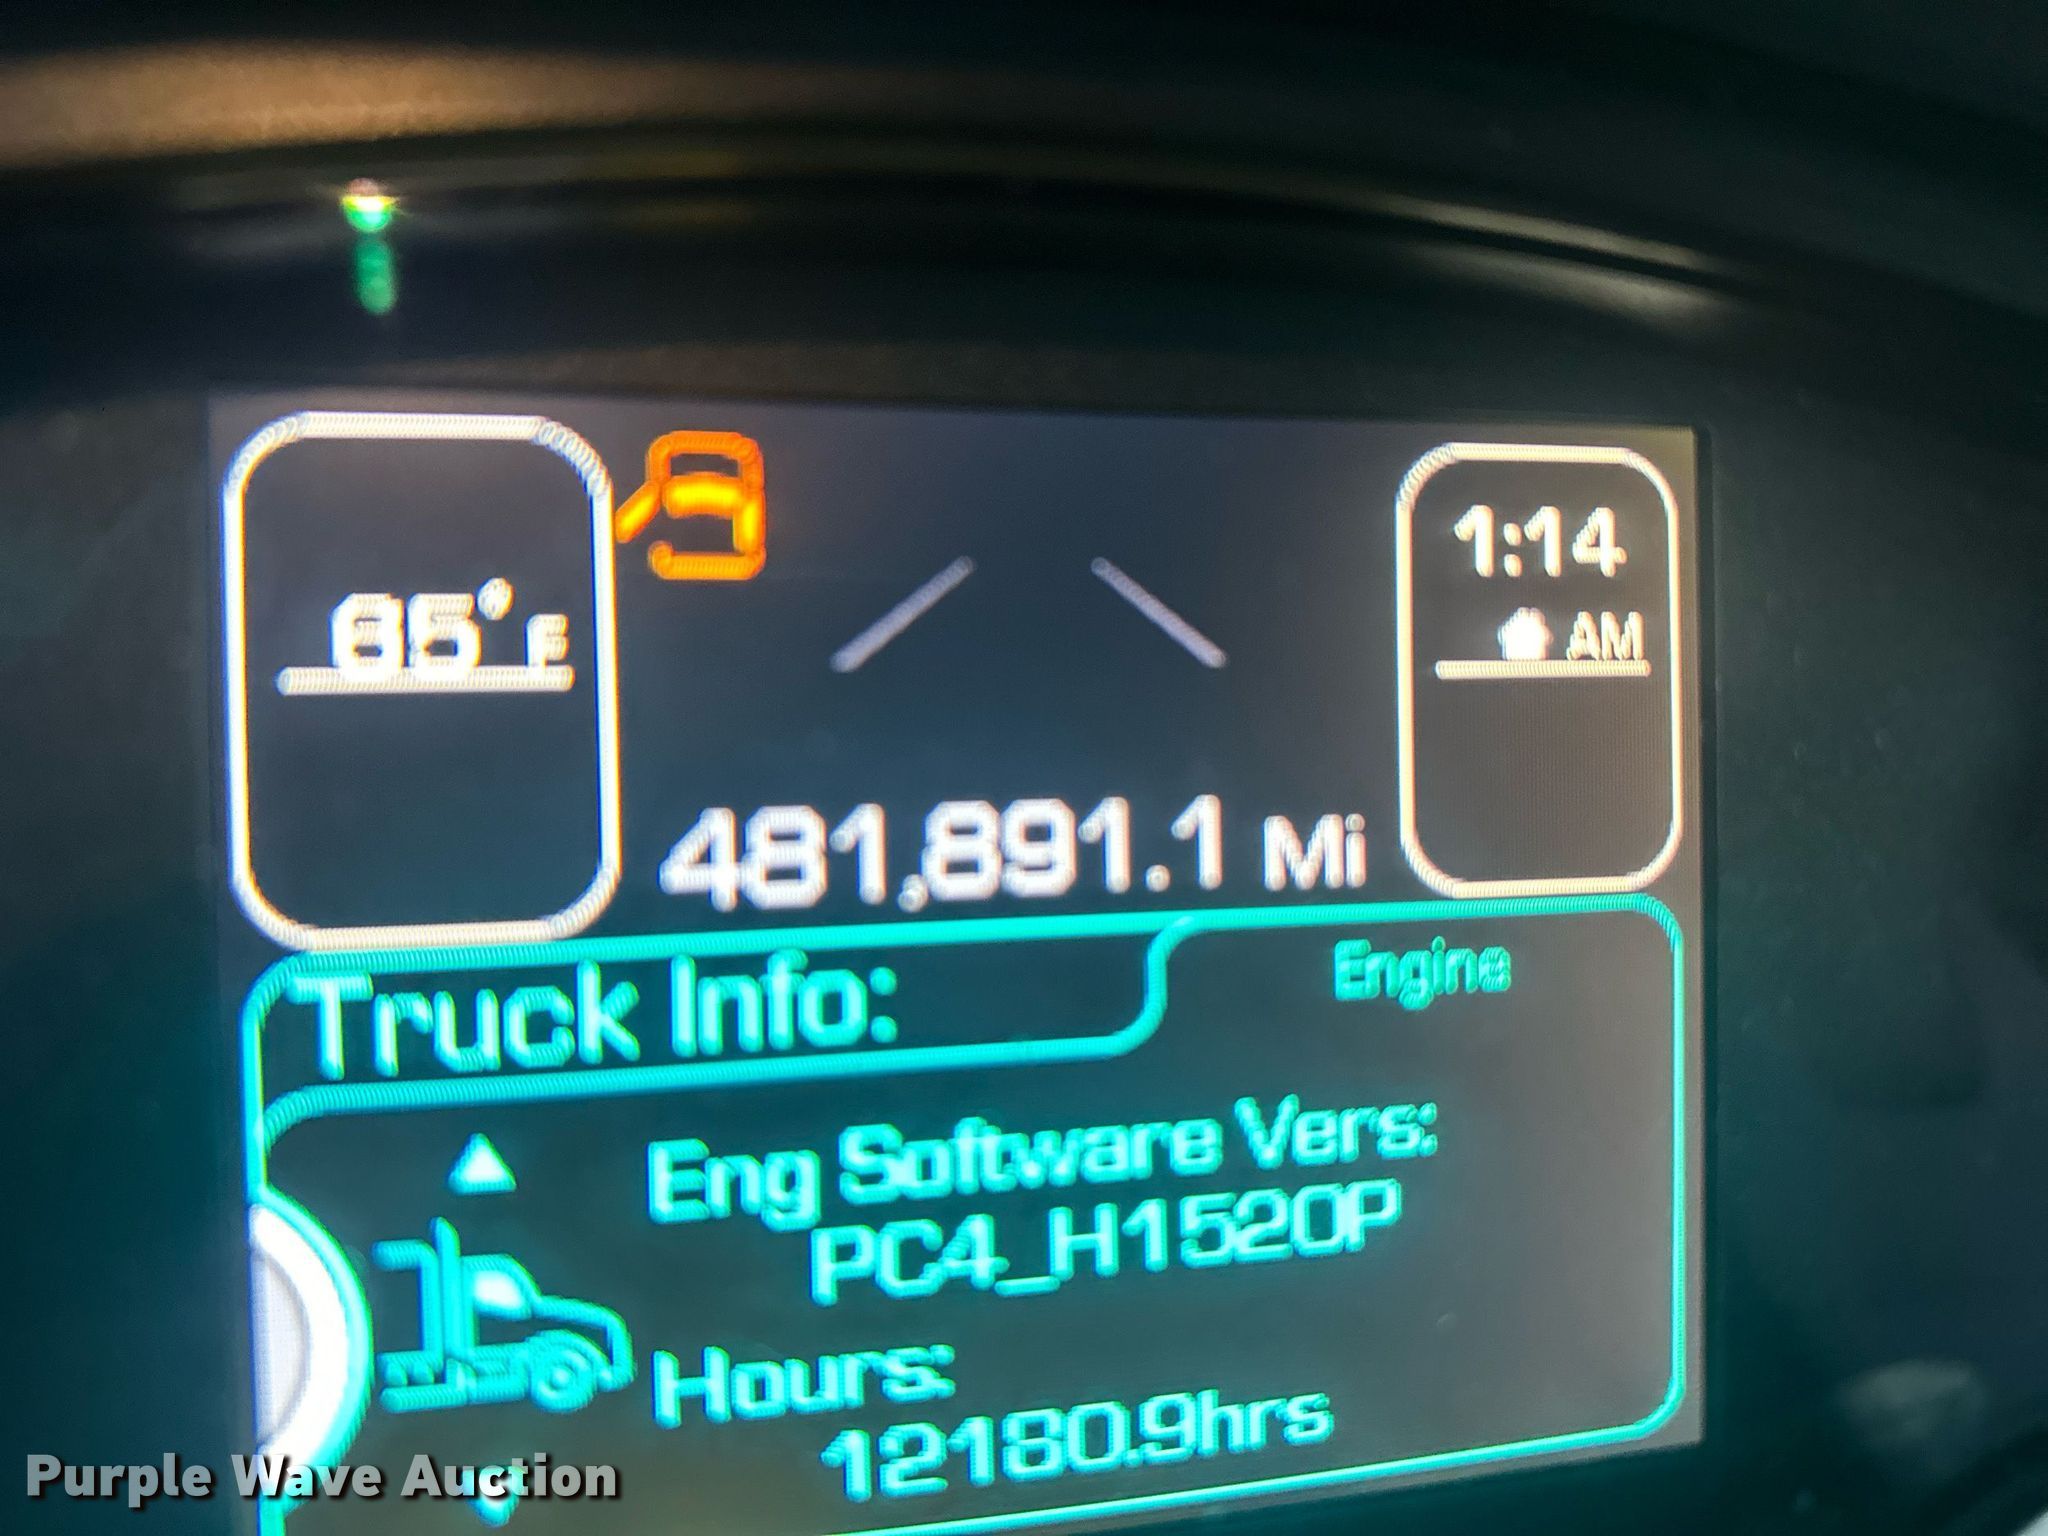 65° F
1:14
AM
481,891.1 Mi
Truck Info:
Engine
Eng Software Vers:
PC4_H1520P
Hours:
12180.9hrs
Purple Wave Auction